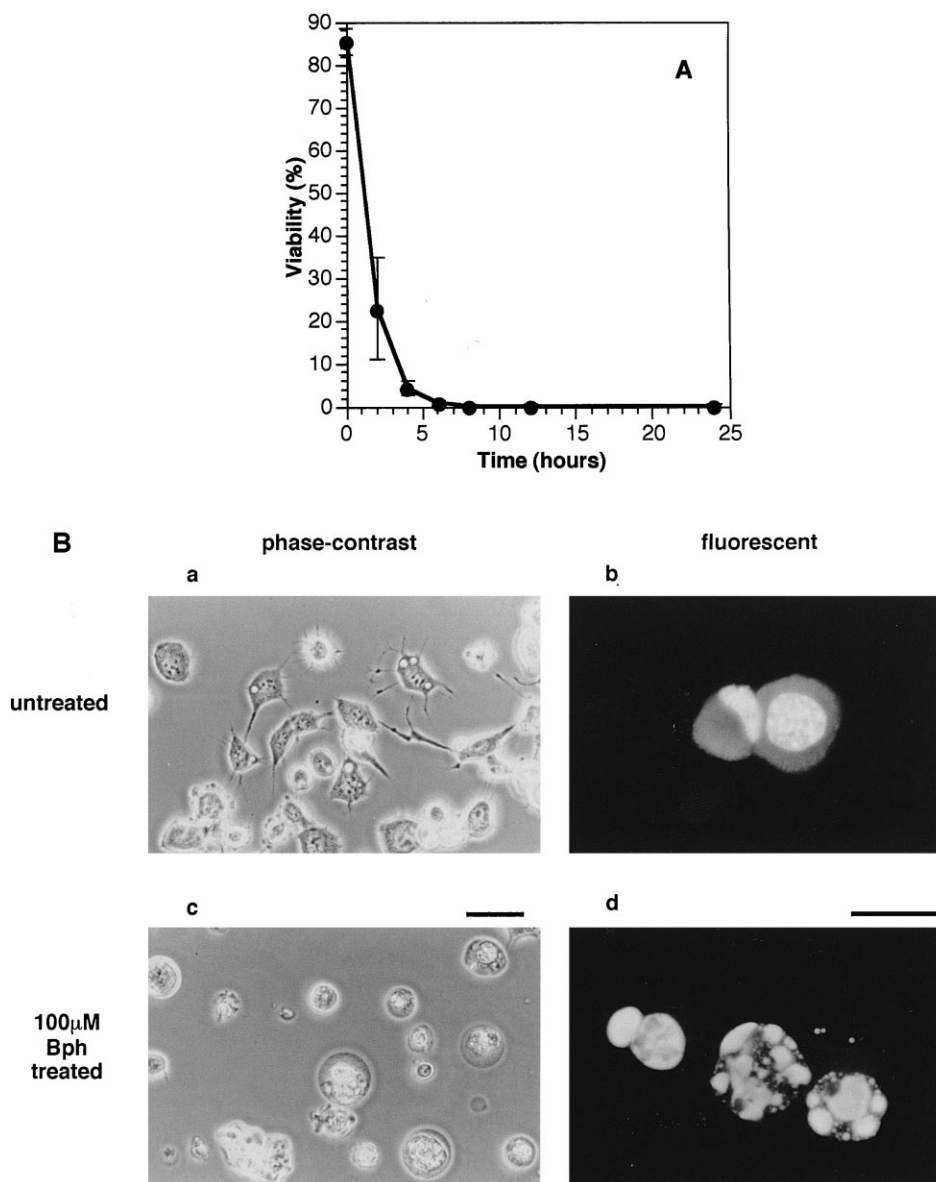 A
90
80
70
60
50
40
30
20
10
0
Viability (%)
0 5 10 15 20 25
Time (hours)
B phase-contrast fluorescent
a b
untreated
c d
100μM
Bph
treated